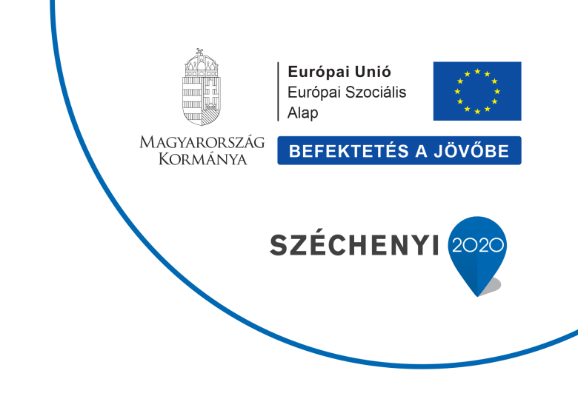 Európai Unió
Európai Szociális
Alap
MAGYARORSZÁG
KORMÁNYA
BEFEKTETÉS A JÖVŐBE
SZÉCHENYI 2020